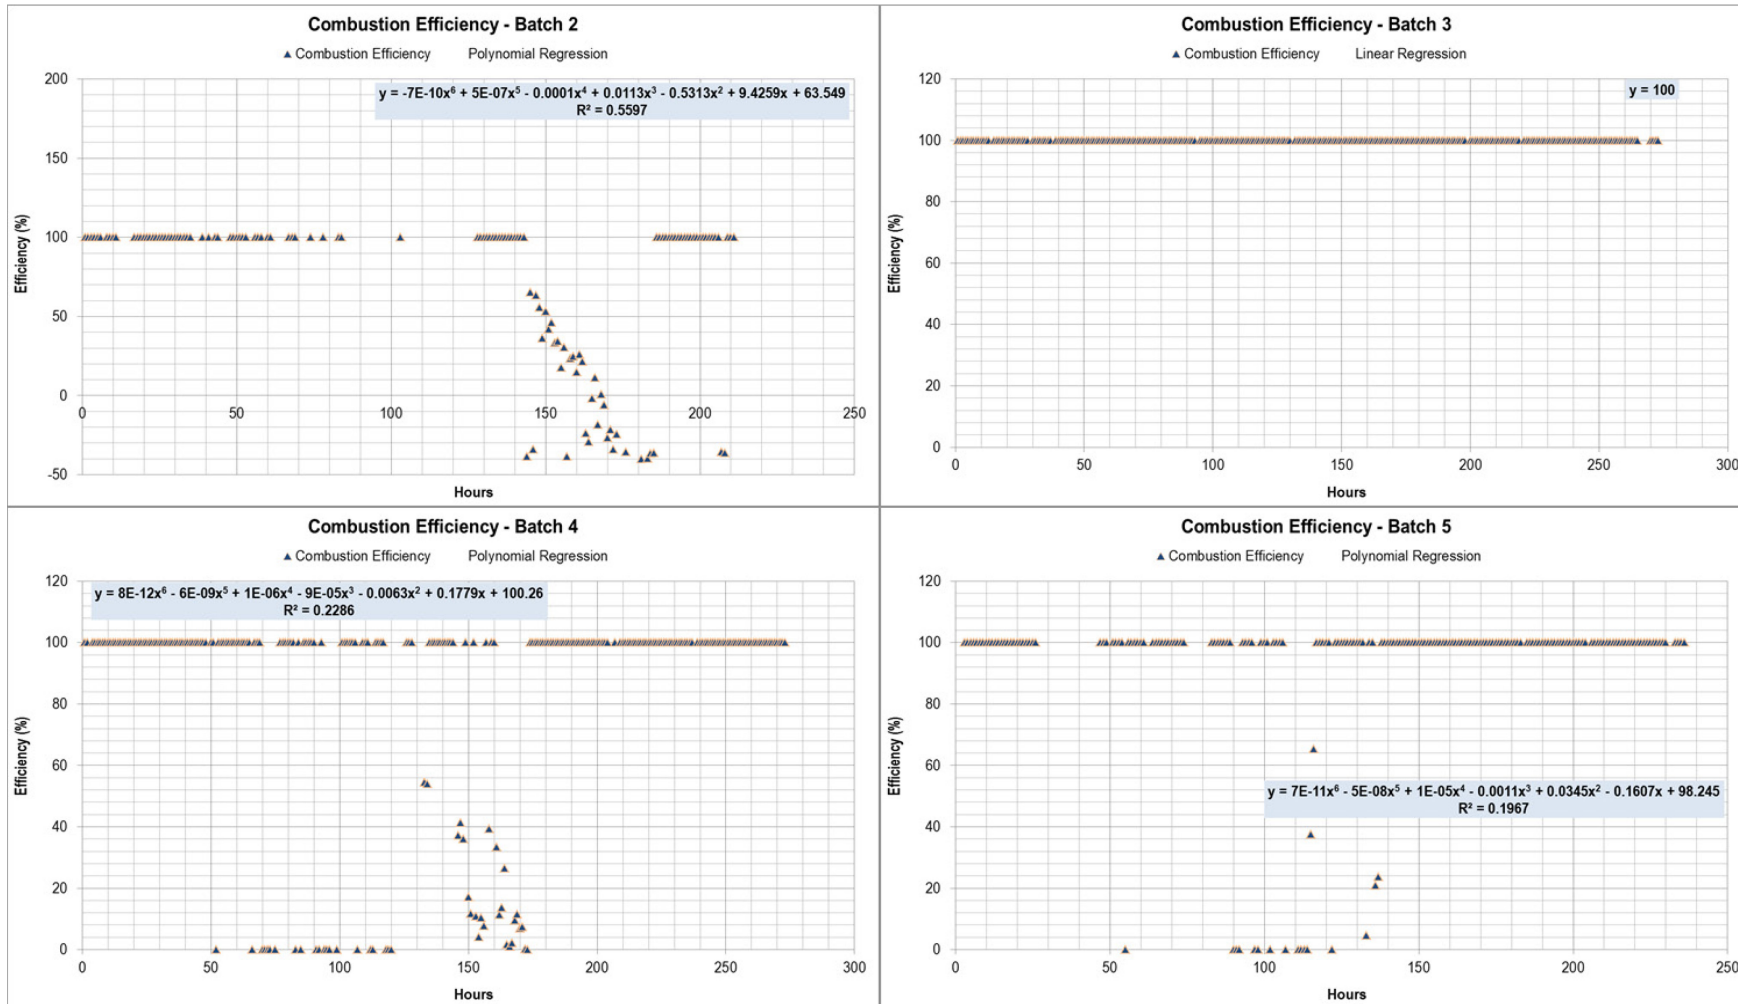 Combustion Efficiency - Batch 2
▲ Combustion Efficiency Polynomial Regression
y = -7E-10x⁶ + 5E-07x⁵ - 0.0001x⁴ + 0.0113x³ - 0.5313x² + 9.4259x + 63.549
R² = 0.5597
Efficiency (%)
200
150
100
50
0
-50
0 50 100 150 200 250
Hours
Combustion Efficiency - Batch 3
▲ Combustion Efficiency Linear Regression
y = 100
Efficiency (%)
120
100
80
60
40
20
0
0 50 100 150 200 250 300
Hours
Combustion Efficiency - Batch 4
▲ Combustion Efficiency Polynomial Regression
y = 8E-12x⁶ - 6E-09x⁵ + 1E-06x⁴ - 9E-05x³ - 0.0063x² + 0.1779x + 100.26
R² = 0.2286
Efficiency (%)
120
100
80
60
40
20
0
0 50 100 150 200 250 300
Hours
Combustion Efficiency - Batch 5
▲ Combustion Efficiency Polynomial Regression
y = 7E-11x⁶ - 5E-08x⁵ + 1E-05x⁴ - 0.0011x³ + 0.0345x² - 0.1607x + 98.245
R² = 0.1967
Efficiency (%)
120
100
80
60
40
20
0
0 50 100 150 200 250
Hours